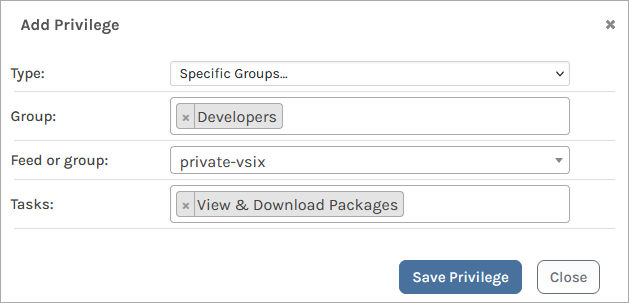 Add Privilege ×
Type: Specific Groups...
Group: × Developers
Feed or group: private-vsix
Tasks: × View & Download Packages
Save Privilege Close